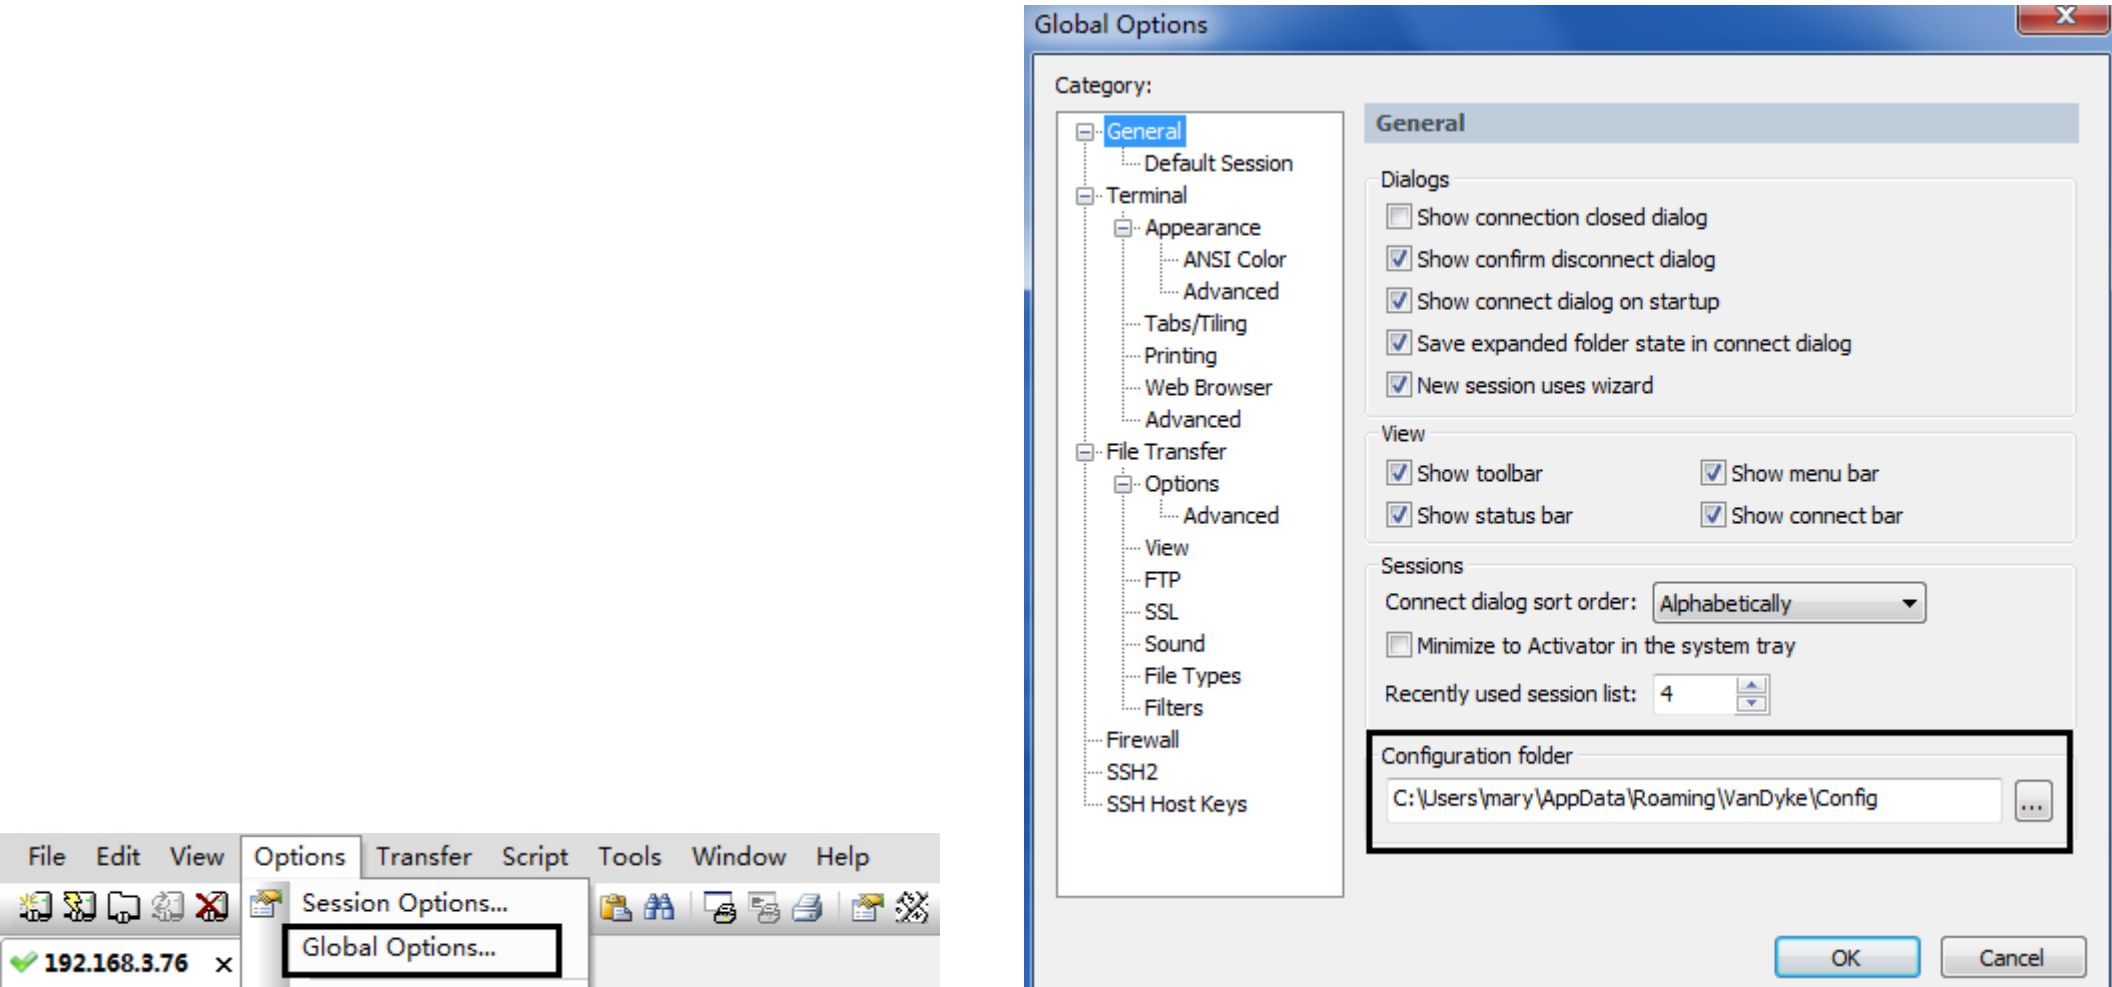 File Edit View Options Transfer Script Tools Window Help
Session Options...
Global Options...
192.168.3.76 x
Global Options
Category:
General
Default Session
Terminal
Appearance
ANSI Color
Advanced
Tabs/Tiling
Printing
Web Browser
Advanced
File Transfer
Options
Advanced
View
FTP
SSL
Sound
File Types
Filters
Firewall
SSH2
SSH Host Keys
General
Dialogs
Show connection closed dialog
Show confirm disconnect dialog
Show connect dialog on startup
Save expanded folder state in connect dialog
New session uses wizard
View
Show toolbar Show menu bar
Show status bar Show connect bar
Sessions
Connect dialog sort order: Alphabetically
Minimize to Activator in the system tray
Recently used session list: 4
Configuration folder
C:\Users\mary\AppData\Roaming\VanDyke\Config ...
OK Cancel